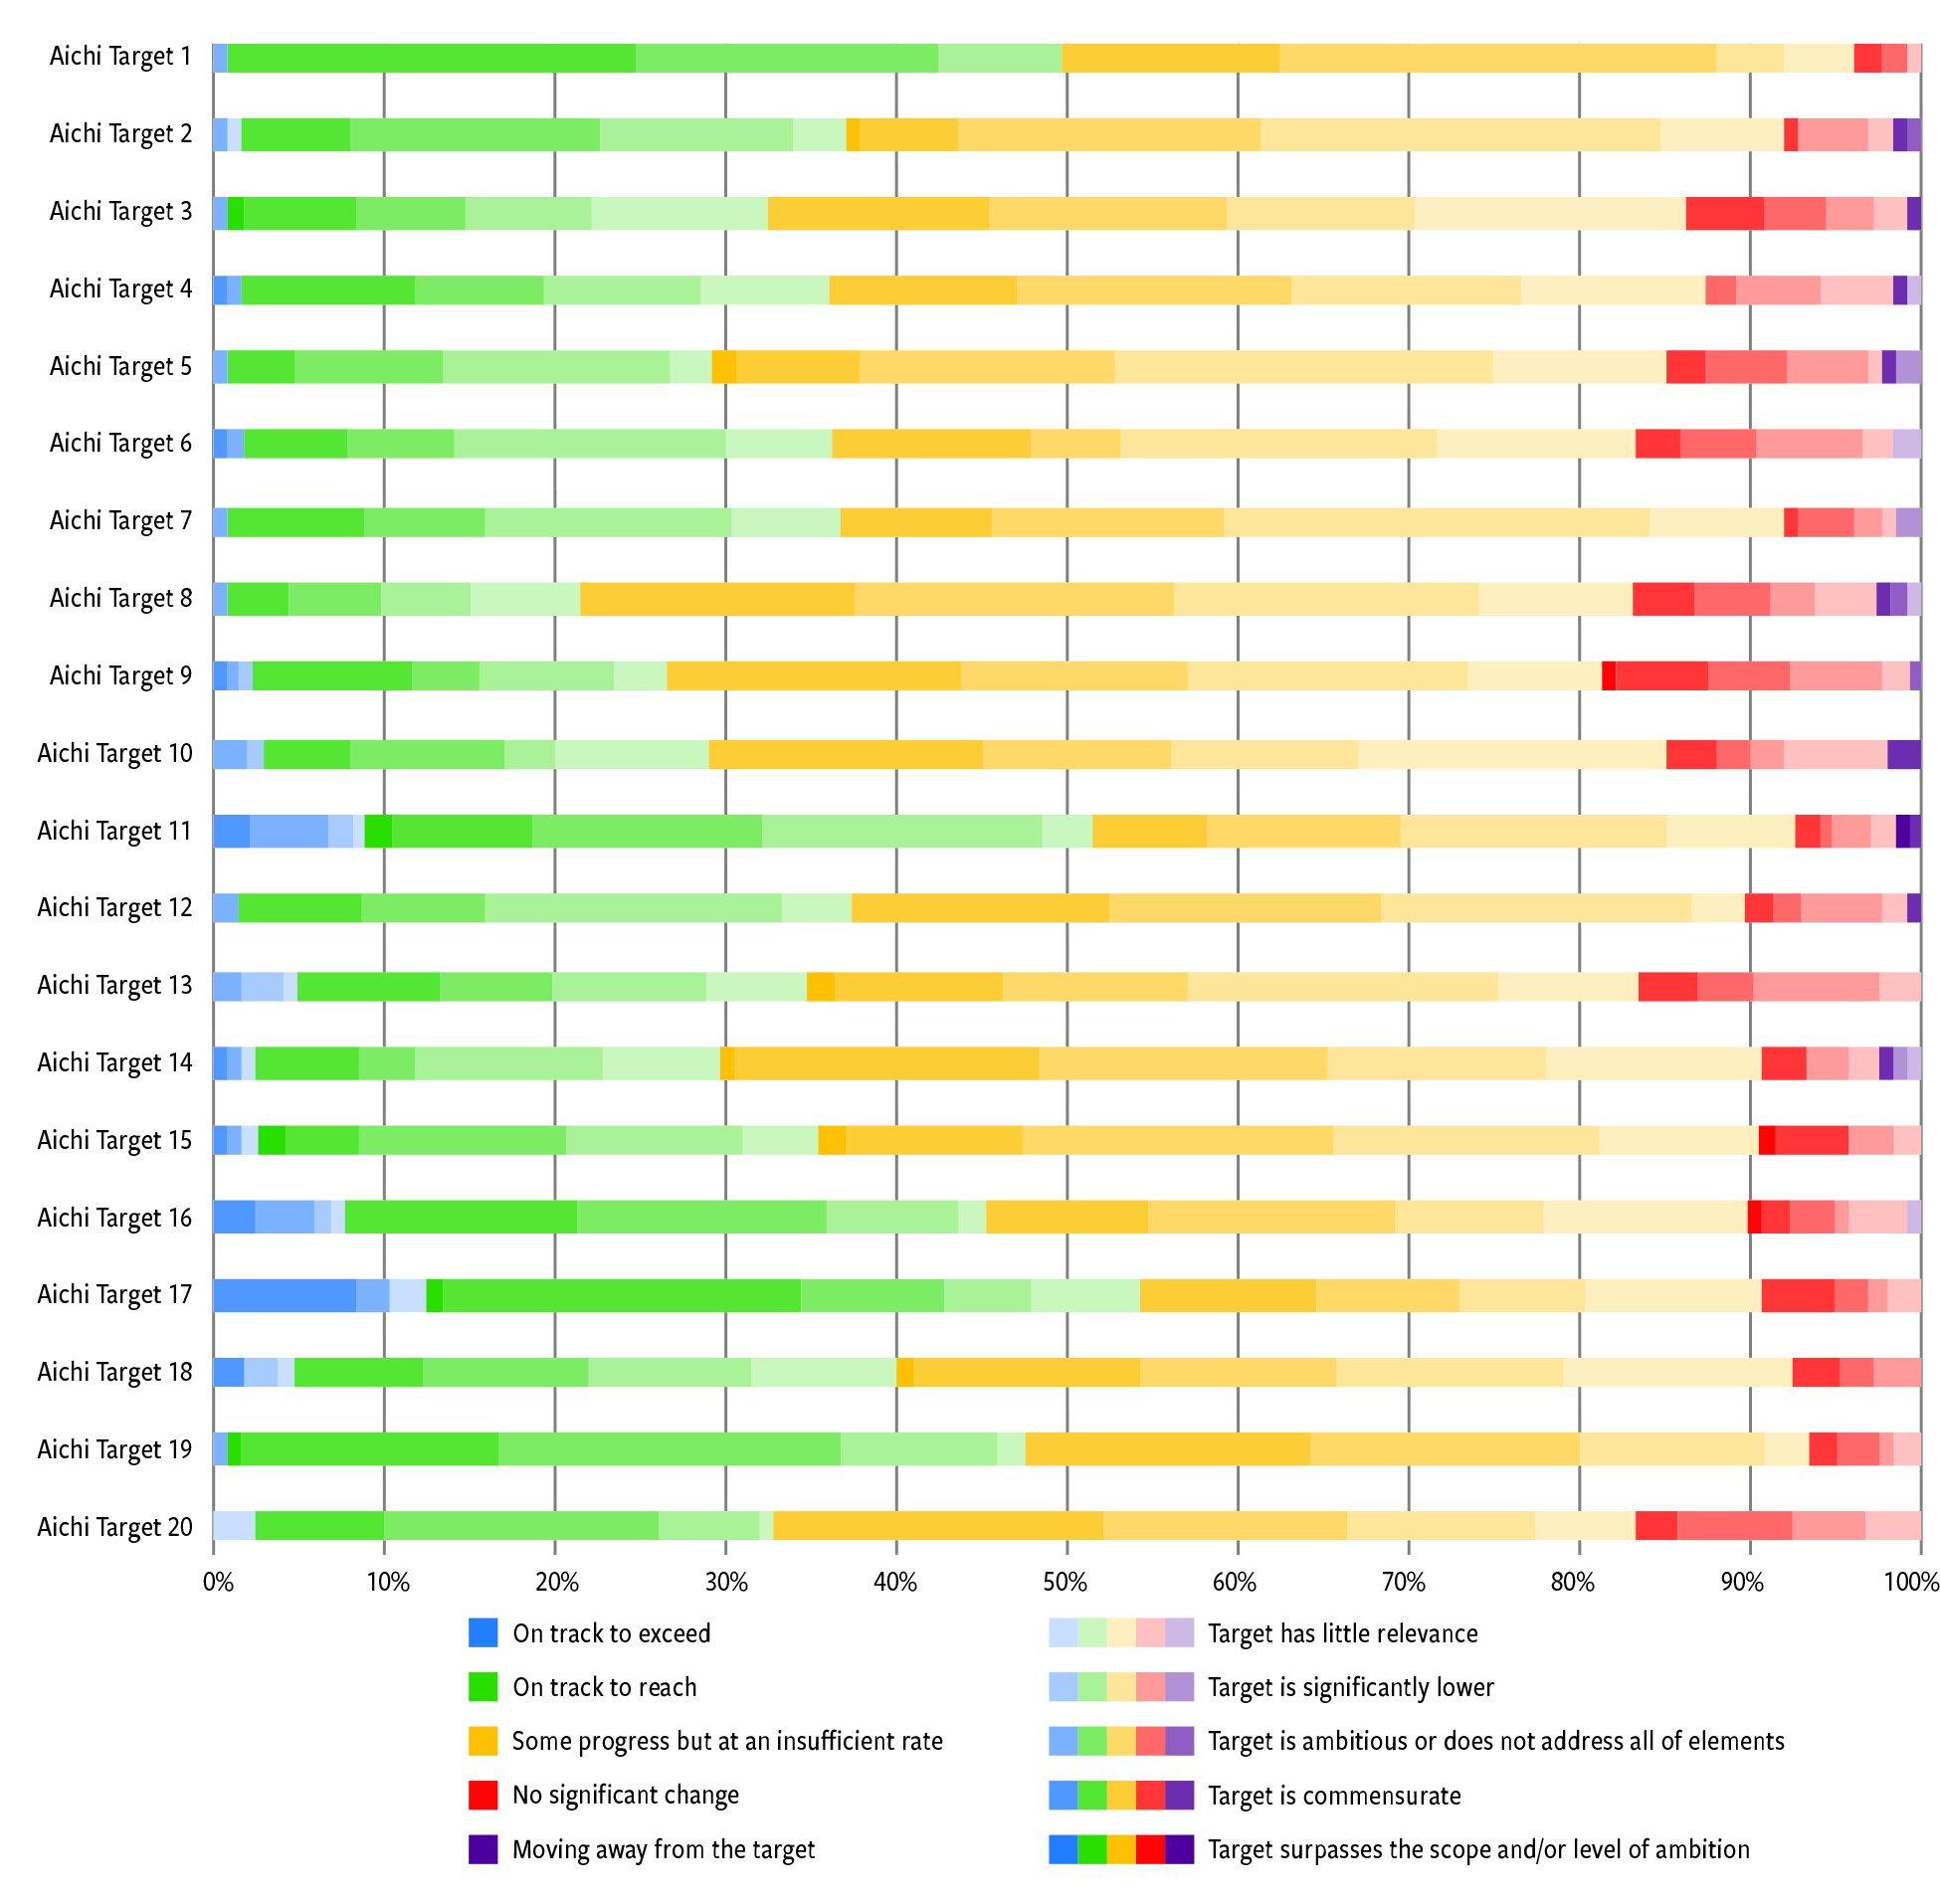 Aichi Target 1
Aichi Target 2
Aichi Target 3
Aichi Target 4
Aichi Target 5
Aichi Target 6
Aichi Target 7
Aichi Target 8
Aichi Target 9
Aichi Target 10
Aichi Target 11
Aichi Target 12
Aichi Target 13
Aichi Target 14
Aichi Target 15
Aichi Target 16
Aichi Target 17
Aichi Target 18
Aichi Target 19
Aichi Target 20
0% 10% 20% 30% 40% 50% 60% 70% 80% 90% 100%
On track to exceed
On track to reach
Some progress but at an insufficient rate
No significant change
Moving away from the target
Target has little relevance
Target is significantly lower
Target is ambitious or does not address all of elements
Target is commensurate
Target surpasses the scope and/or level of ambition